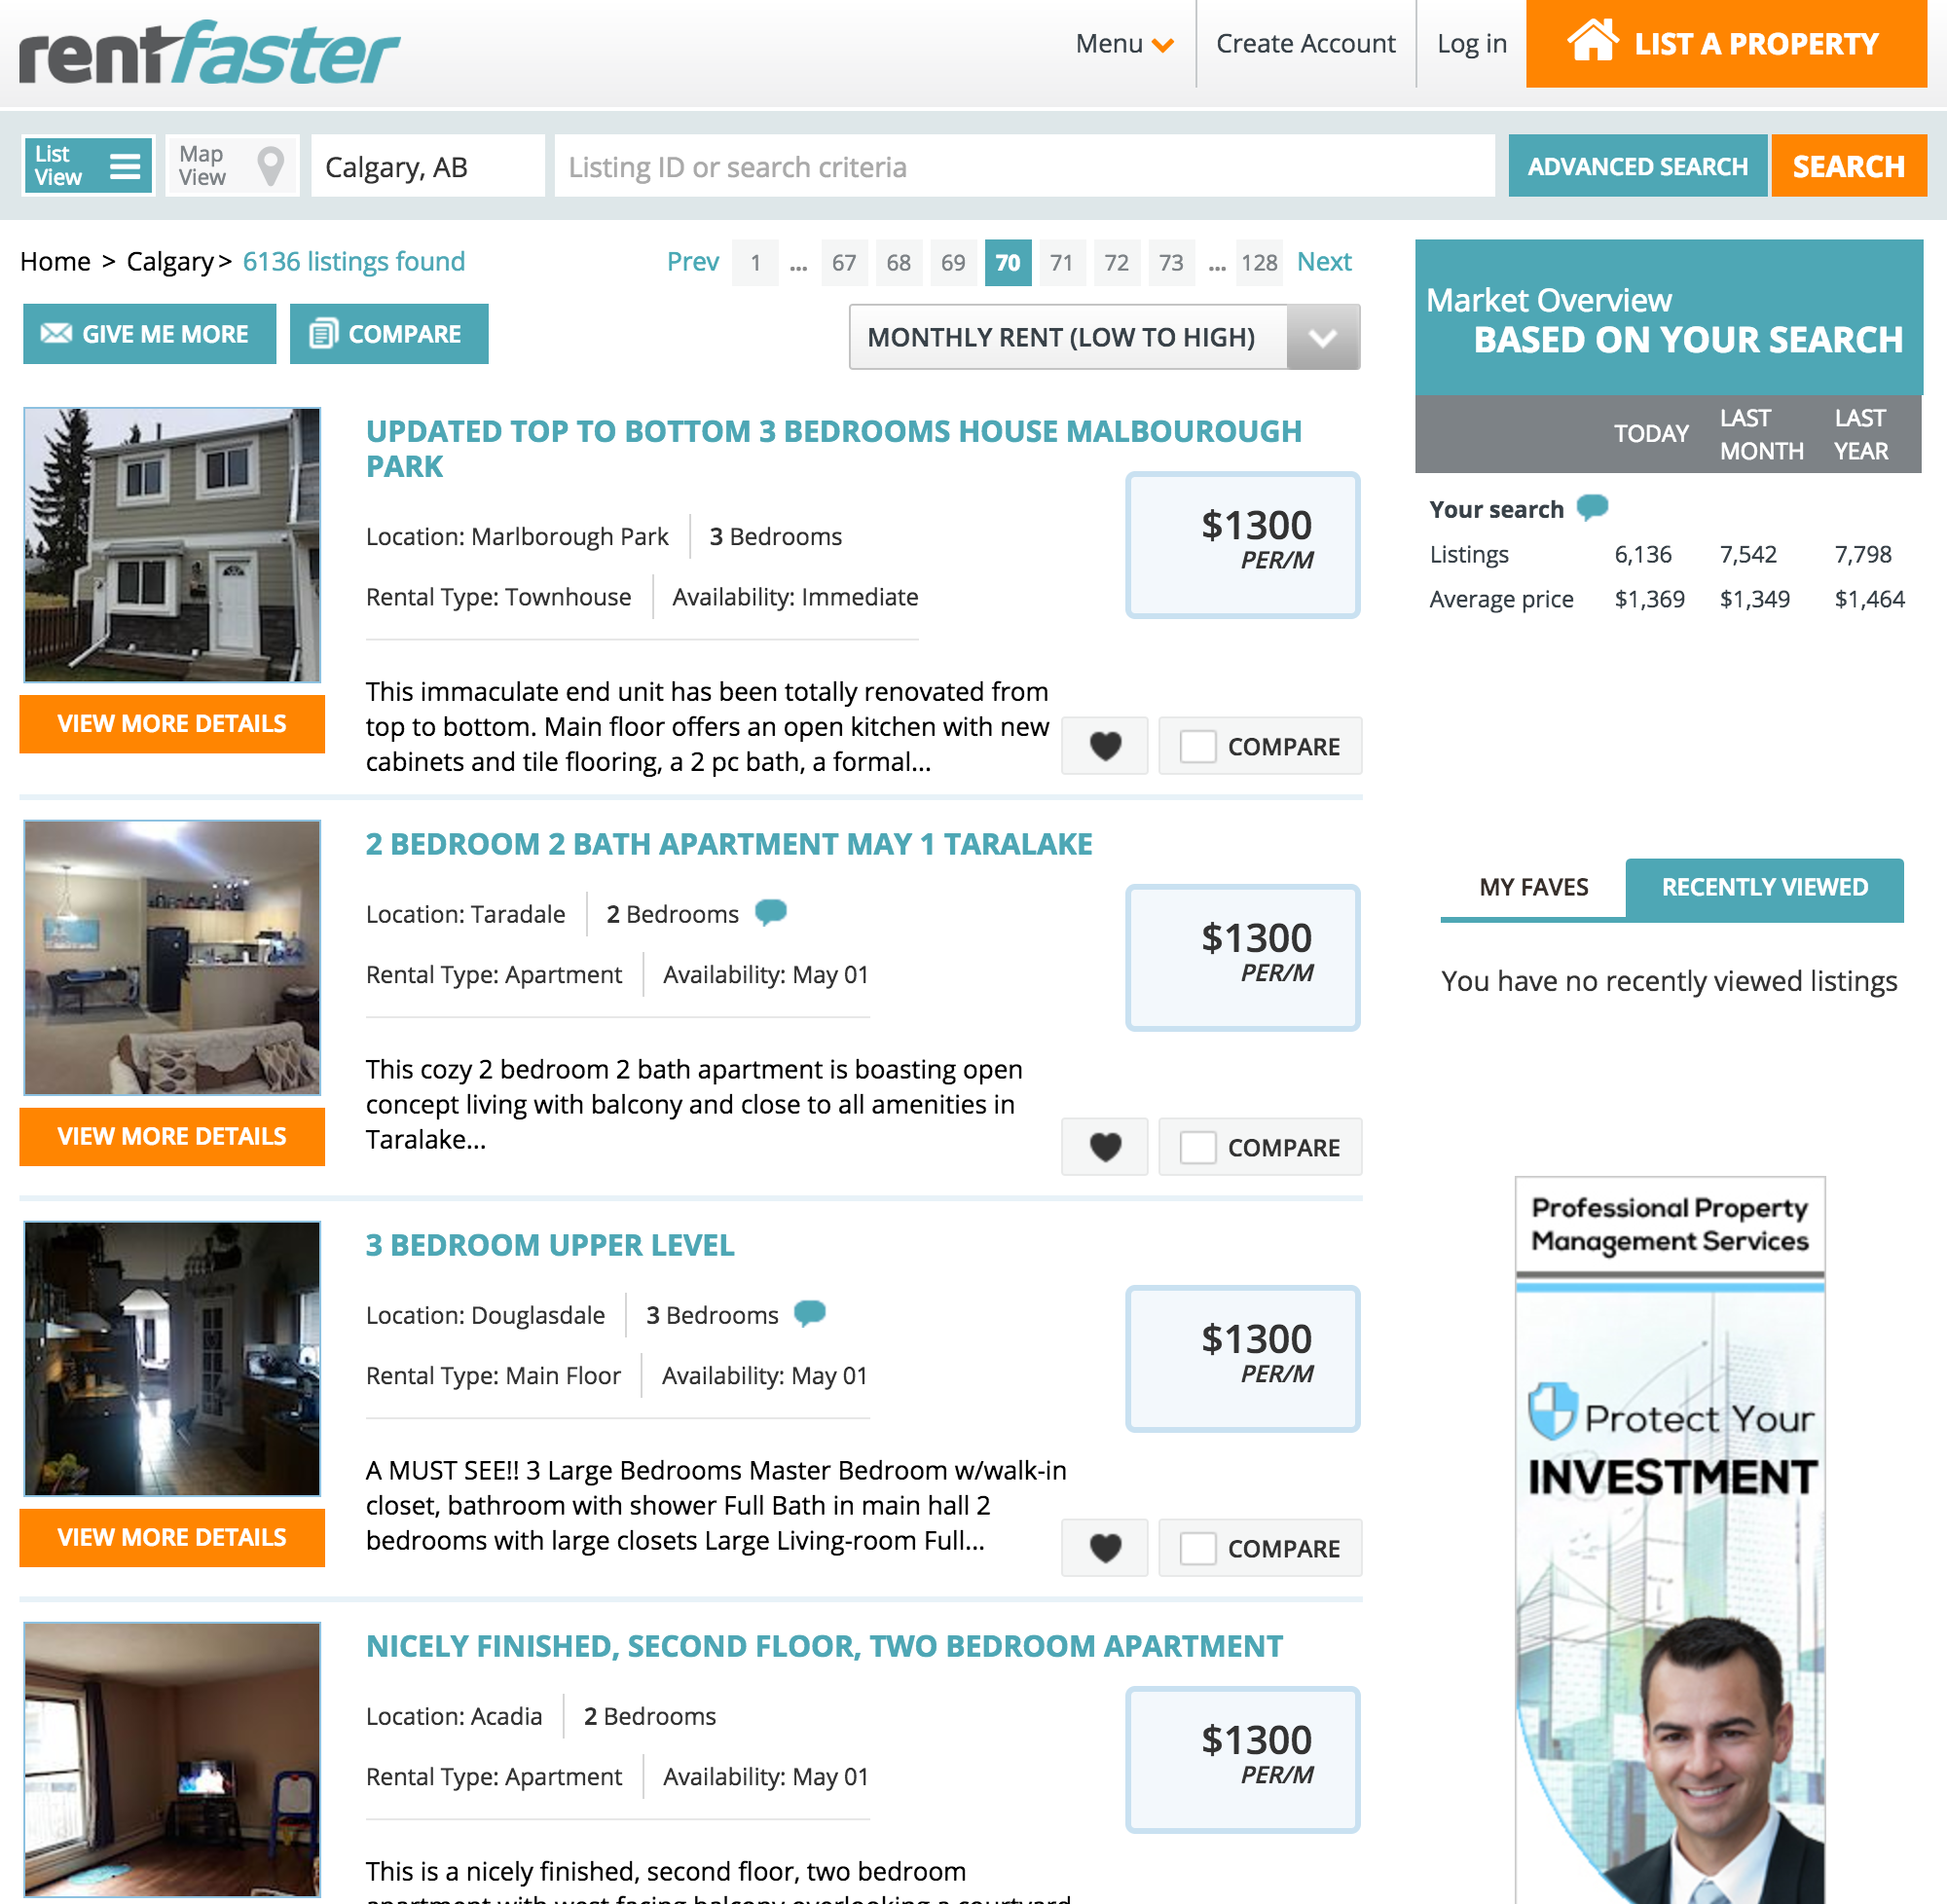 rentfaster
Menu
Create Account
Log in
LIST A PROPERTY
List
View
Map
View
Calgary, AB
Listing ID or search criteria
ADVANCED SEARCH
SEARCH
Home > Calgary > 6136 listings found
Prev 1 ... 67 68 69 70 71 72 73 ... 128 Next
GIVE ME MORE
COMPARE
MONTHLY RENT (LOW TO HIGH)
UPDATED TOP TO BOTTOM 3 BEDROOMS HOUSE MALBOUROUGH
PARK
Location: Marlborough Park 3 Bedrooms
Rental Type: Townhouse Availability: Immediate
$1300
PER/M
This immaculate end unit has been totally renovated from
top to bottom. Main floor offers an open kitchen with new
cabinets and tile flooring, a 2 pc bath, a formal...
VIEW MORE DETAILS
COMPARE
2 BEDROOM 2 BATH APARTMENT MAY 1 TARALAKE
Location: Taradale 2 Bedrooms
Rental Type: Apartment Availability: May 01
$1300
PER/M
This cozy 2 bedroom 2 bath apartment is boasting open
concept living with balcony and close to all amenities in
Taralake...
VIEW MORE DETAILS
COMPARE
3 BEDROOM UPPER LEVEL
Location: Douglasdale 3 Bedrooms
Rental Type: Main Floor Availability: May 01
$1300
PER/M
A MUST SEE!! 3 Large Bedrooms Master Bedroom w/walk-in
closet, bathroom with shower Full Bath in main hall 2
bedrooms with large closets Large Living-room Full...
VIEW MORE DETAILS
COMPARE
NICELY FINISHED, SECOND FLOOR, TWO BEDROOM APARTMENT
Location: Acadia 2 Bedrooms
Rental Type: Apartment Availability: May 01
$1300
PER/M
This is a nicely finished, second floor, two bedroom
apartment with west facing balcony overlooking a courtyard
Market Overview
BASED ON YOUR SEARCH
TODAY LAST MONTH LAST YEAR
Your search
Listings 6,136 7,542 7,798
Average price $1,369 $1,349 $1,464
MY FAVES
RECENTLY VIEWED
You have no recently viewed listings
Professional Property
Management Services
Protect Your
INVESTMENT